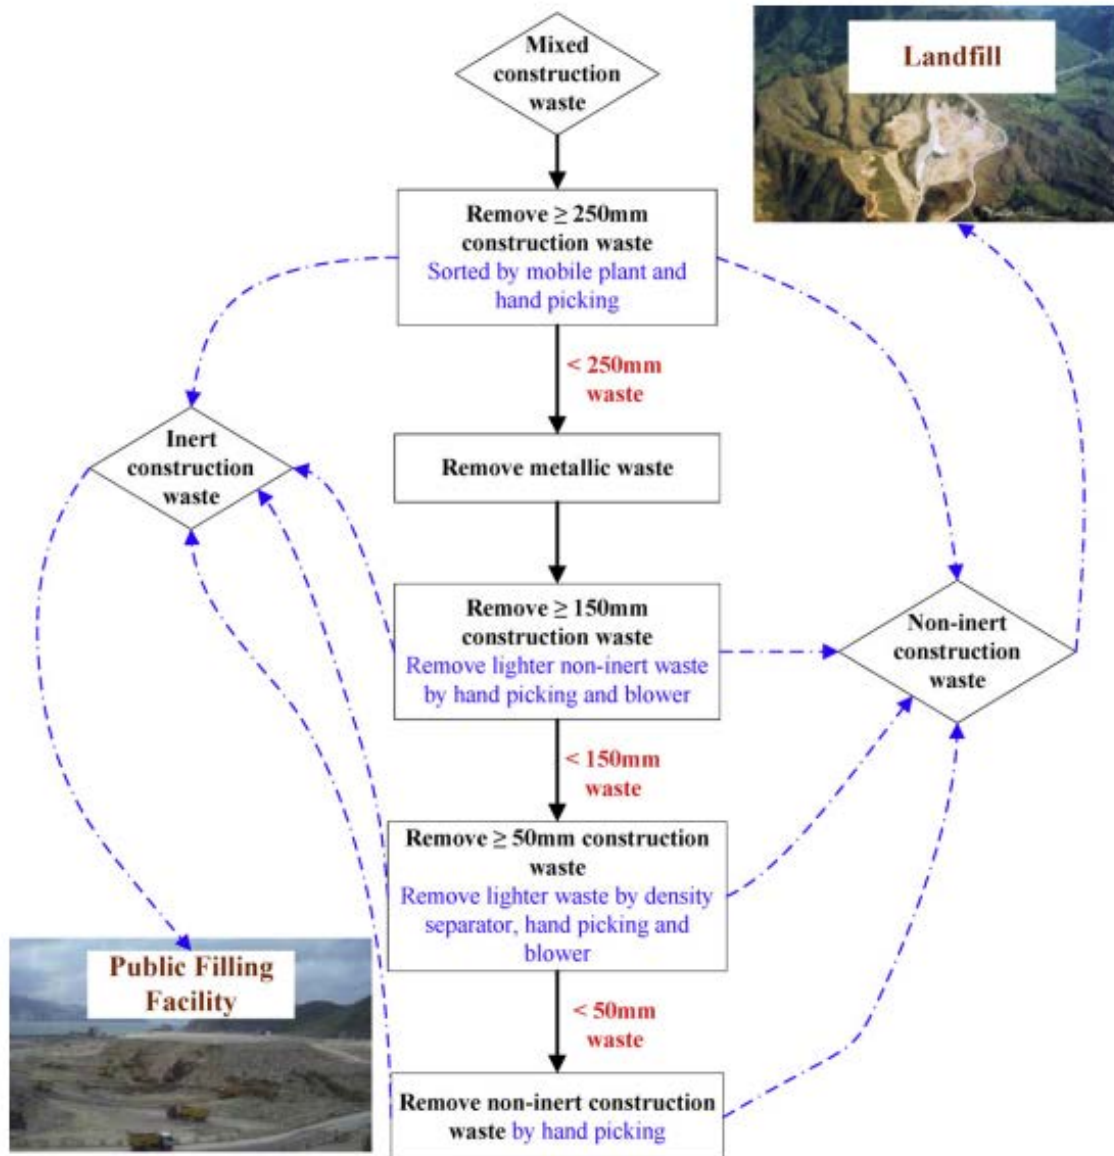 Mixed
construction
waste
Landfill
Remove ≥ 250mm
construction waste
Sorted by mobile plant and
hand picking
< 250mm
waste
Inert
construction
waste
Remove metallic waste
Remove ≥ 150mm
construction waste
Remove lighter non-inert waste
by hand picking and blower
Non-inert
construction
waste
< 150mm
waste
Remove ≥ 50mm construction
waste
Remove lighter waste by density
separator, hand picking and
blower
Public Filling
Facility
< 50mm
waste
Remove non-inert construction
waste by hand picking